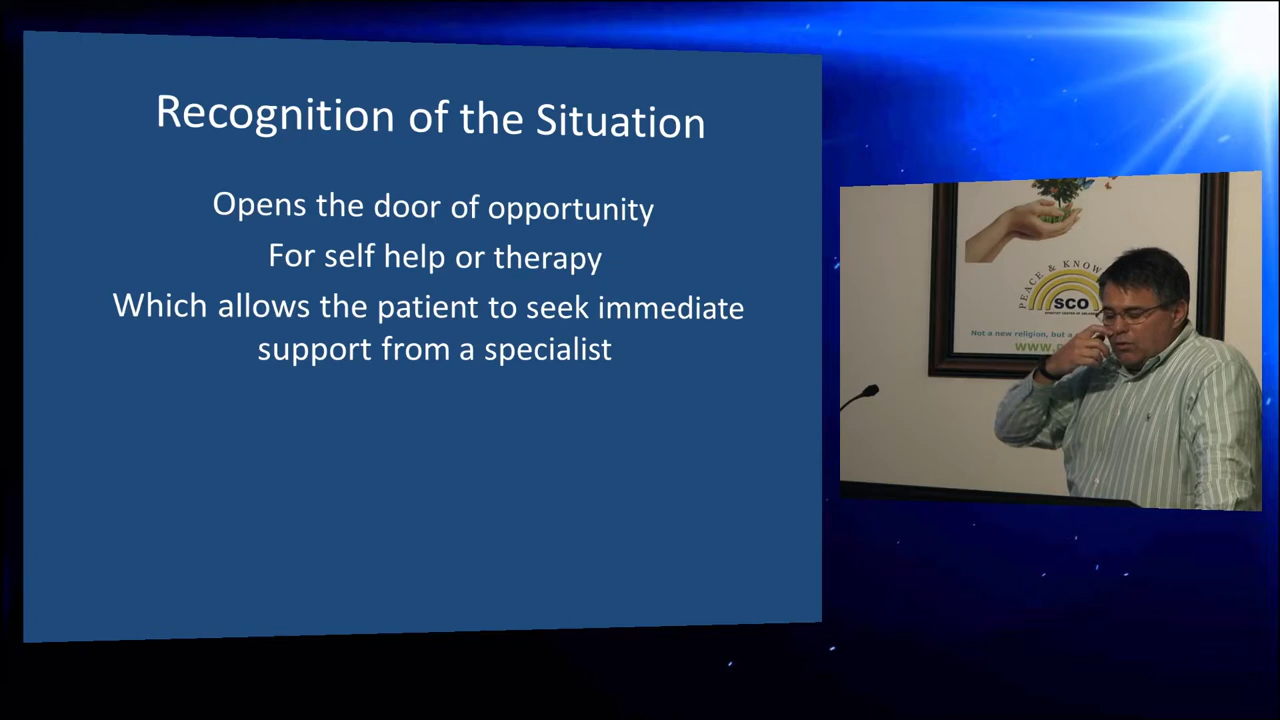 Recognition of the Situation
Opens the door of opportunity
For self help or therapy
Which allows the patient to seek immediate
support from a specialist
PEACE & KNOW
SCO
Not a new religion, but a
www.